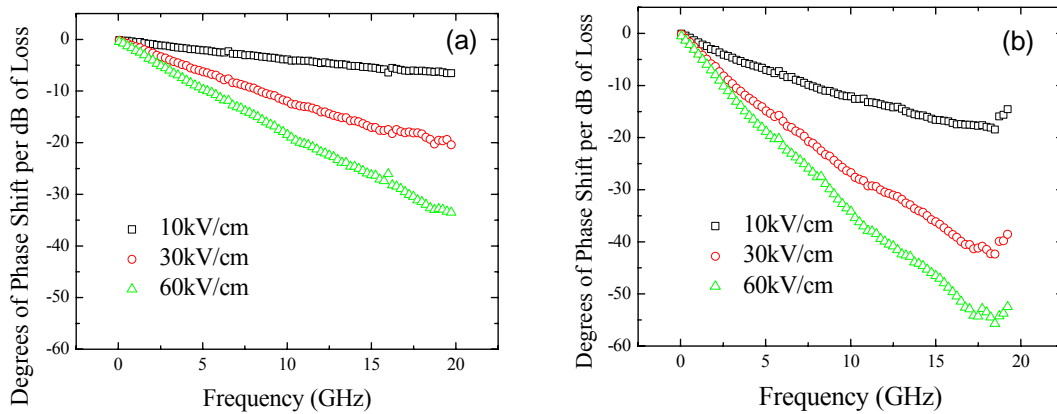 (a)
Degrees of Phase Shift per dB of Loss
0
-10
-20
-30
-40
-50
-60
10kV/cm
30kV/cm
60kV/cm
0 5 10 15 20
Frequency (GHz)
(b)
Degrees of Phase Shift per dB of Loss
0
-10
-20
-30
-40
-50
-60
10kV/cm
30kV/cm
60kV/cm
0 5 10 15 20
Frequency (GHz)